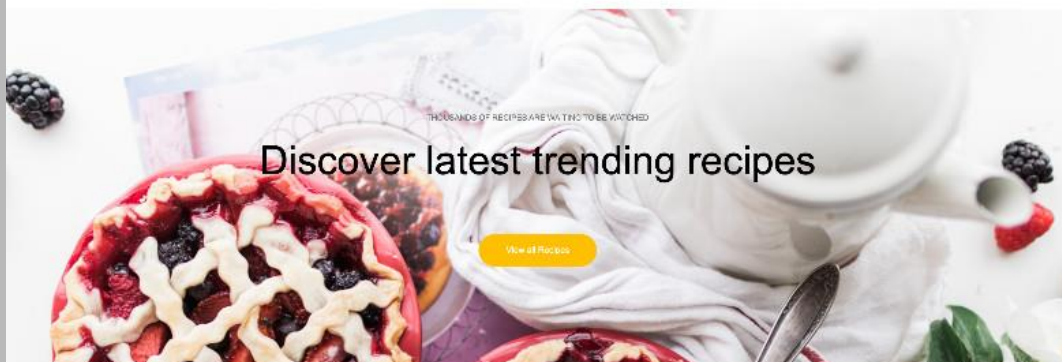 THOUSANDS OF RECIPES ARE WAITING TO BE WATCHED
Discover latest trending recipes
View all Recipes